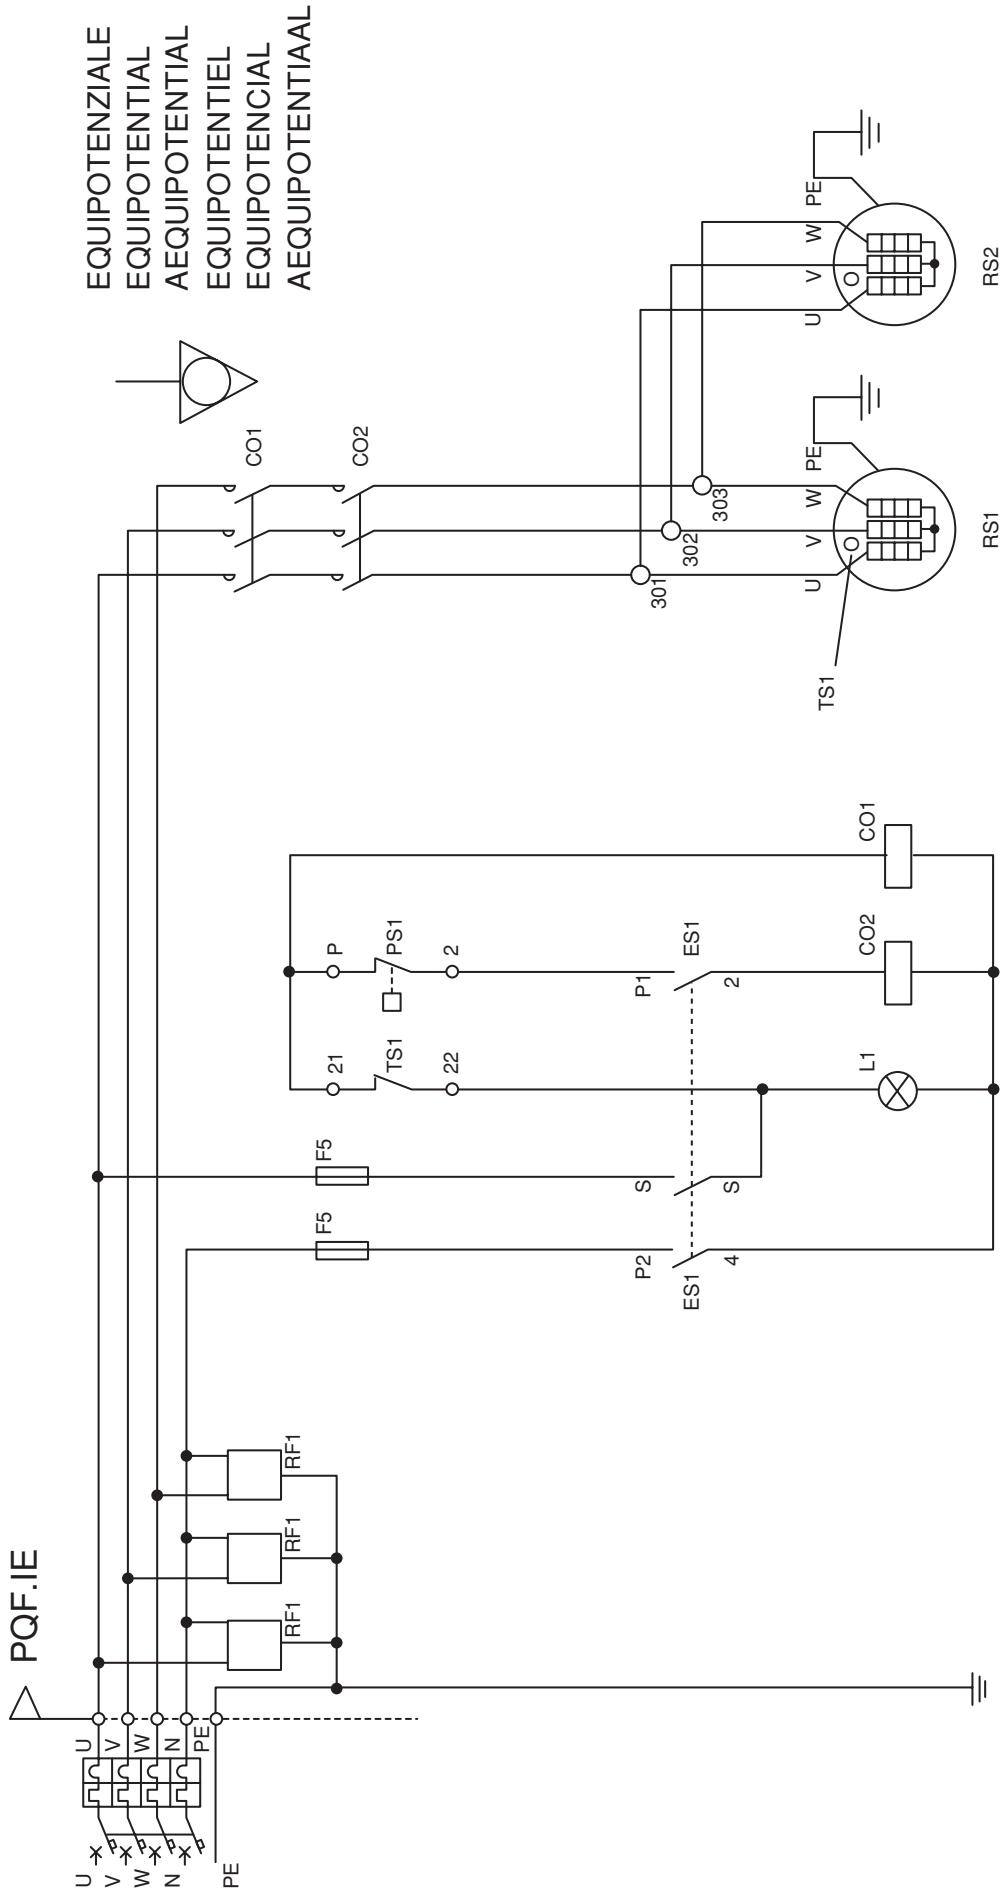 PQF.IE
U
V
W
N
PE
U
V
W
N
PE
RF1
RF1
RF1
F5
F5
P2
ES1
4
S
S
21
TS1
22
L1
P
PS1
2
P1
ES1
2
CO2
CO1
CO1
CO2
301
302
303
TS1
U
V
W
PE
O
RS1
U
V
W
PE
O
RS2
EQUIPOTENZIALE
EQUIPOTENTIAL
AEQUIPOTENTIAL
EQUIPOTENTIEL
EQUIPOTENCIAL
AEQUIPOTENTIAAL